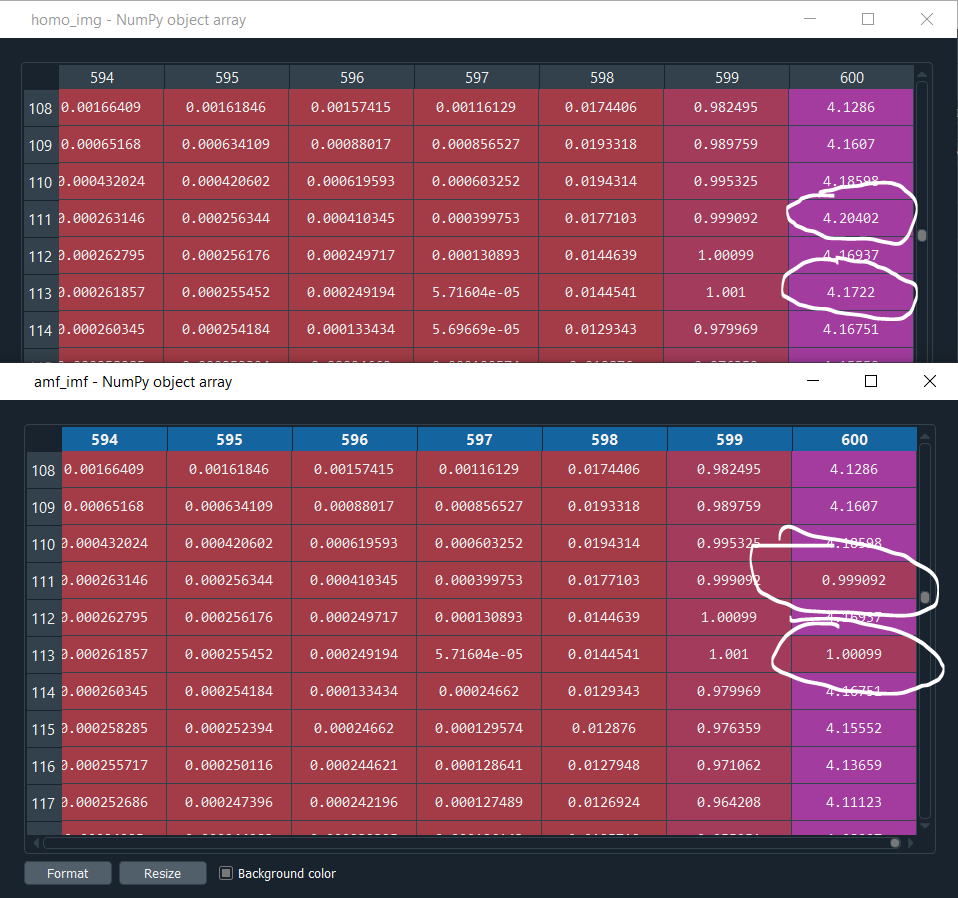 homo_img - NumPy object array
594 595 596 597 598 599 600
108 0.00166409 0.00161846 0.00157415 0.00116129 0.0174406 0.982495 4.1286
109 0.00065168 0.000634109 0.00088017 0.000856527 0.0193318 0.989759 4.1607
110 0.000432024 0.000420602 0.000619593 0.000603252 0.0194314 0.995325 4.18598
111 0.000263146 0.000256344 0.000410345 0.000399753 0.0177103 0.999092 4.20402
112 0.000262795 0.000256176 0.000249717 0.000130893 0.0144639 1.00099 4.16937
113 0.000261857 0.000255452 0.000249194 5.71604e-05 0.0144541 1.001 4.1722
114 0.000260345 0.000254184 0.000133434 5.69669e-05 0.0129343 0.979969 4.16751
amf_imf - NumPy object array
594 595 596 597 598 599 600
108 0.00166409 0.00161846 0.00157415 0.00116129 0.0174406 0.982495 4.1286
109 0.00065168 0.000634109 0.00088017 0.000856527 0.0193318 0.989759 4.1607
110 0.000432024 0.000420602 0.000619593 0.000603252 0.0194314 0.995325 4.18598
111 0.000263146 0.000256344 0.000410345 0.000399753 0.0177103 0.999092 0.999092
112 0.000262795 0.000256176 0.000249717 0.000130893 0.0144639 1.00099 4.16937
113 0.000261857 0.000255452 0.000249194 5.71604e-05 0.0144541 1.001 1.00099
114 0.000260345 0.000254184 0.000133434 0.00024662 0.0129343 0.979969 4.16751
115 0.000258285 0.000252394 0.00024662 0.000129574 0.012876 0.976359 4.15552
116 0.000255717 0.000250116 0.000244621 0.000128641 0.0127948 0.971062 4.13659
117 0.000252686 0.000247396 0.000242196 0.000127489 0.0126924 0.964208 4.11123
Format Resize Background color